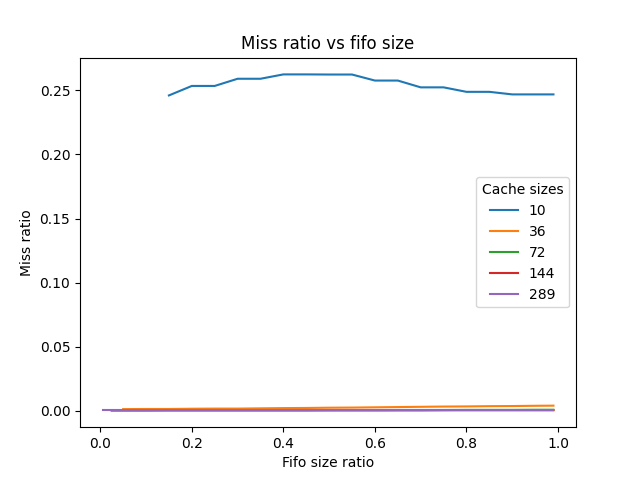 Miss ratio vs fifo size
Miss ratio
0.25
0.20
0.15
0.10
0.05
0.00
Cache sizes
10
36
72
144
289
0.0 0.2 0.4 0.6 0.8 1.0
Fifo size ratio